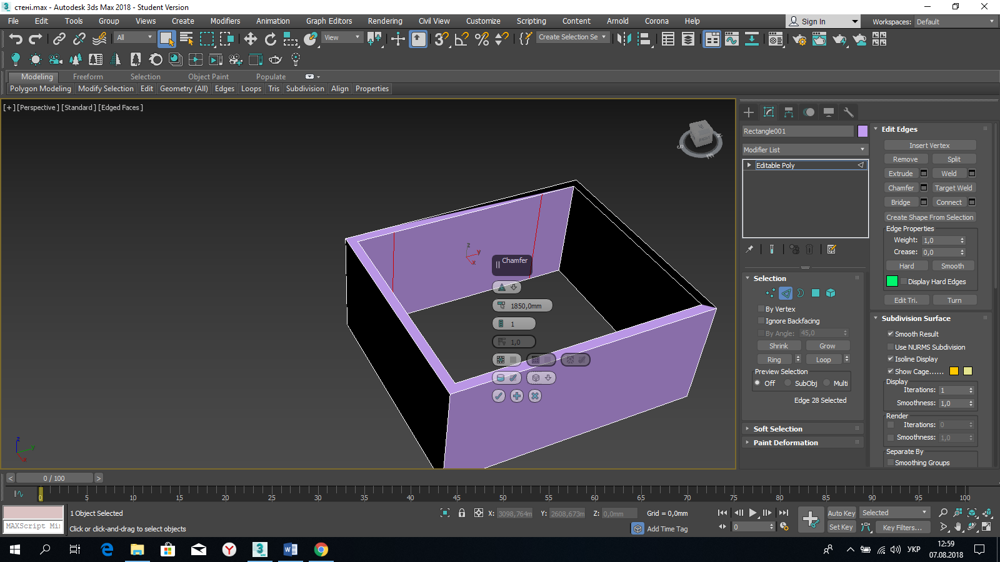 стені.max - Autodesk 3ds Max 2018 - Student Version
File Edit Tools Group Views Create Modifiers Animation Graph Editors Rendering Civil View Customize Scripting Content Arnold Corona Help Sign In Workspaces: Default
All View Create Selection Se
Modeling Freeform Selection Object Paint Populate
Polygon Modeling Modify Selection Edit Geometry (All) Edges Loops Tris Subdivision Align Properties
[+] [Perspective ] [Standard ] [Edged Faces ]
Rectangle001
Modifier List
Editable Poly
Selection
By Vertex
Ignore Backfacing
By Angle: 45,0
Shrink Grow
Ring Loop
Preview Selection
Off SubObj Multi
Edge 28 Selected
Soft Selection
Paint Deformation
Edit Edges
Insert Vertex
Remove Split
Extrude Weld
Chamfer Target Weld
Bridge Connect
Create Shape From Selection
Edge Properties
Weight: 1,0
Crease: 0,0
Hard Smooth
Display Hard Edges
Edit Tri. Turn
Subdivision Surface
Smooth Result
Use NURMS Subdivision
Isoline Display
Show Cage......
Display
Iterations: 1
Smoothness: 1,0
Render
Iterations: 0
Smoothness: 1,0
Separate By
Smoothing Groups
z
y
x
Chamfer
1850,0mm
1
1,0
z
y
x
< 0 / 100 >
0 5 10 15 20 25 30 35 40 45 50 55 60 65 70 75 80 85 90 95 100
1 Object Selected X: 3098,764m Y: 2608,673m Z: 0,0mm Grid = 0,0mm Auto Key Selected
MAXScript Mi Click or click-and-drag to select objects Add Time Tag 0 Set Key Key Filters...
УКР 12:59
07.08.2018